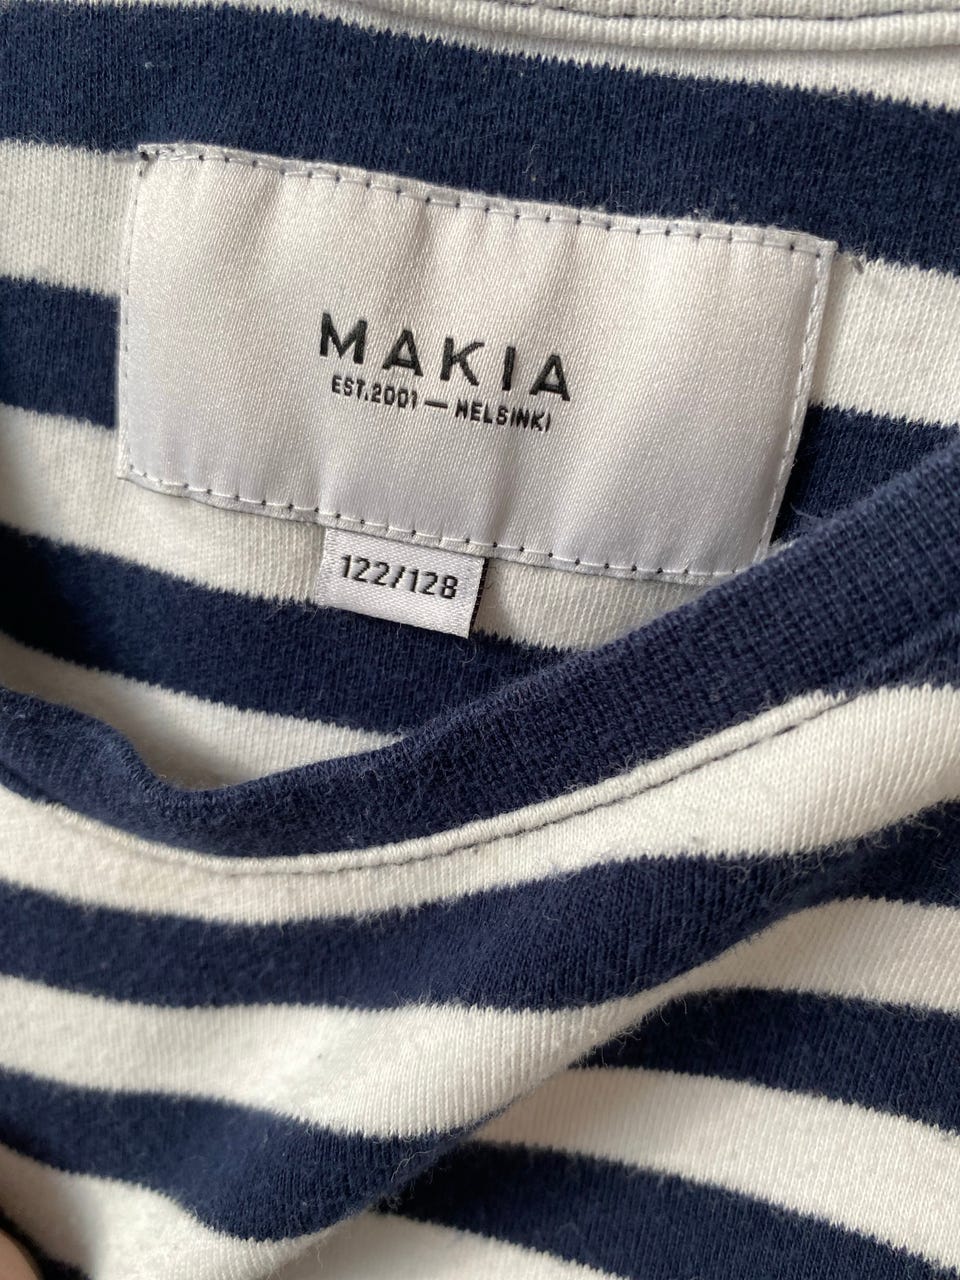 MAKIA
EST.2001 — HELSINKI
122/128